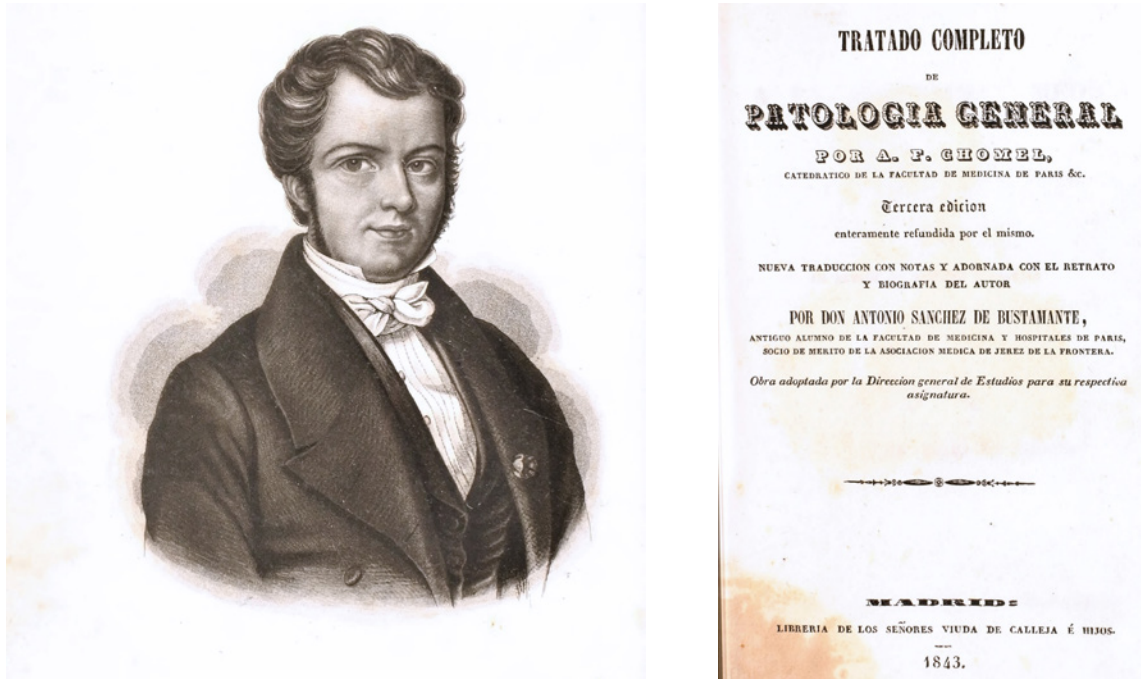 TRATADO COMPLETO
DE
PATOLOGIA GENERAL
POR A. F. CHOMEL,
CATEDRATICO DE LA FACULTAD DE MEDICINA DE PARIS &c.
Tercera edicion
enteramente refundida por el mismo.
NUEVA TRADUCCION CON NOTAS Y ADORNADA CON EL RETRATO
Y BIOGRAFIA DEL AUTOR
POR DON ANTONIO SANCHEZ DE BUSTAMANTE,
ANTIGUO ALUMNO DE LA FACULTAD DE MEDICINA Y HOSPITALES DE PARIS,
SOCIO DE MERITO DE LA ASOCIACION MEDICA DE JEREZ DE LA FRONTERA.
Obra adoptada por la Direccion general de Estudios para su respectiva
asignatura.
MADRID:
LIBRERIA DE LOS SEÑORES VIUDA DE CALLEJA É HIJOS.
1843.